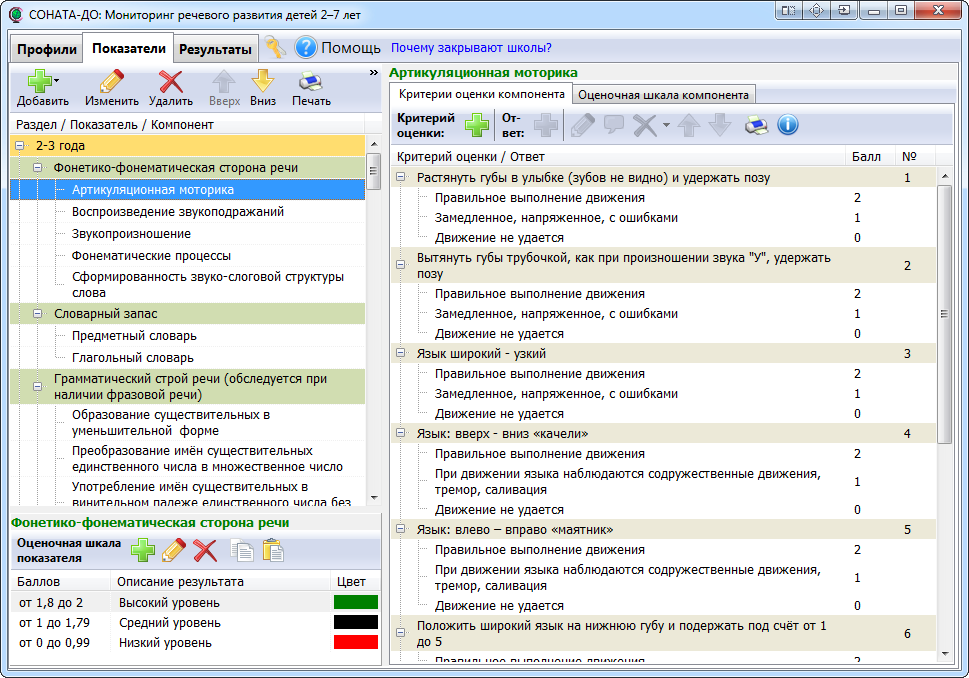 СОНАТА-ДО: Мониторинг речевого развития детей 2–7 лет
Профили
Показатели
Результаты
Помощь
Почему закрывают школы?
Добавить
Изменить
Удалить
Вверх
Вниз
Печать
»
Раздел / Показатель / Компонент
2-3 года
Фонетико-фонематическая сторона речи
Артикуляционная моторика
Воспроизведение звукоподражаний
Звукопроизношение
Фонематические процессы
Сформированность звуко-слоговой структуры
слова
Словарный запас
Предметный словарь
Глагольный словарь
Грамматический строй речи (обследуется при
наличии фразовой речи)
Образование существительных в
уменьшительной форме
Преобразование имён существительных
единственного числа в множественное число
Употребление имён существительных в
винительном падеже единственного числа без
Фонетико-фонематическая сторона речи
Оценочная шкала
показателя
Баллов Описание результата Цвет
от 1,8 до 2 Высокий уровень
от 1 до 1,79 Средний уровень
от 0 до 0,99 Низкий уровень
Артикуляционная моторика
Критерии оценки компонента
Оценочная шкала компонента
Критерий
оценки:
От-
вет:
Критерий оценки / Ответ Балл №
Растянуть губы в улыбке (зубов не видно) и удержать позу 1
Правильное выполнение движения 2
Замедленное, напряженное, с ошибками 1
Движение не удается 0
Вытянуть губы трубочкой, как при произношении звука "У", удержать
позу 2
Правильное выполнение движения 2
Замедленное, напряженное, с ошибками 1
Движение не удается 0
Язык широкий - узкий 3
Правильное выполнение движения 2
Замедленное, напряженное, с ошибками 1
Движение не удается 0
Язык: вверх - вниз «качели» 4
Правильное выполнение движения 2
При движении языка наблюдаются содружественные движения,
тремор, саливация 1
Движение не удается 0
Язык: влево – вправо «маятник» 5
Правильное выполнение движения 2
При движении языка наблюдаются содружественные движения,
тремор, саливация 1
Движение не удается 0
Положить широкий язык на нижнюю губу и подержать под счёт от 1
до 5 6
Правильное выполнение движения 2